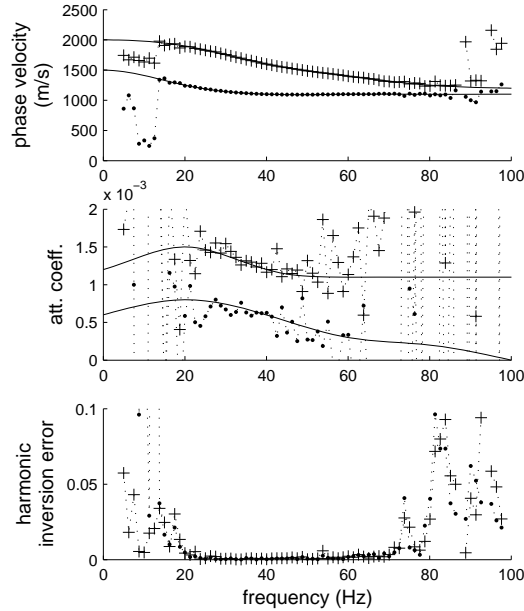 2500
2000
1500
1000
500
0
phase velocity
(m/s)
0 20 40 60 80 100
x 10⁻³
2
1.5
1
0.5
0
att. coeff.
0 20 40 60 80 100
0.1
0.05
0
harmonic
inversion error
0 20 40 60 80 100
frequency (Hz)